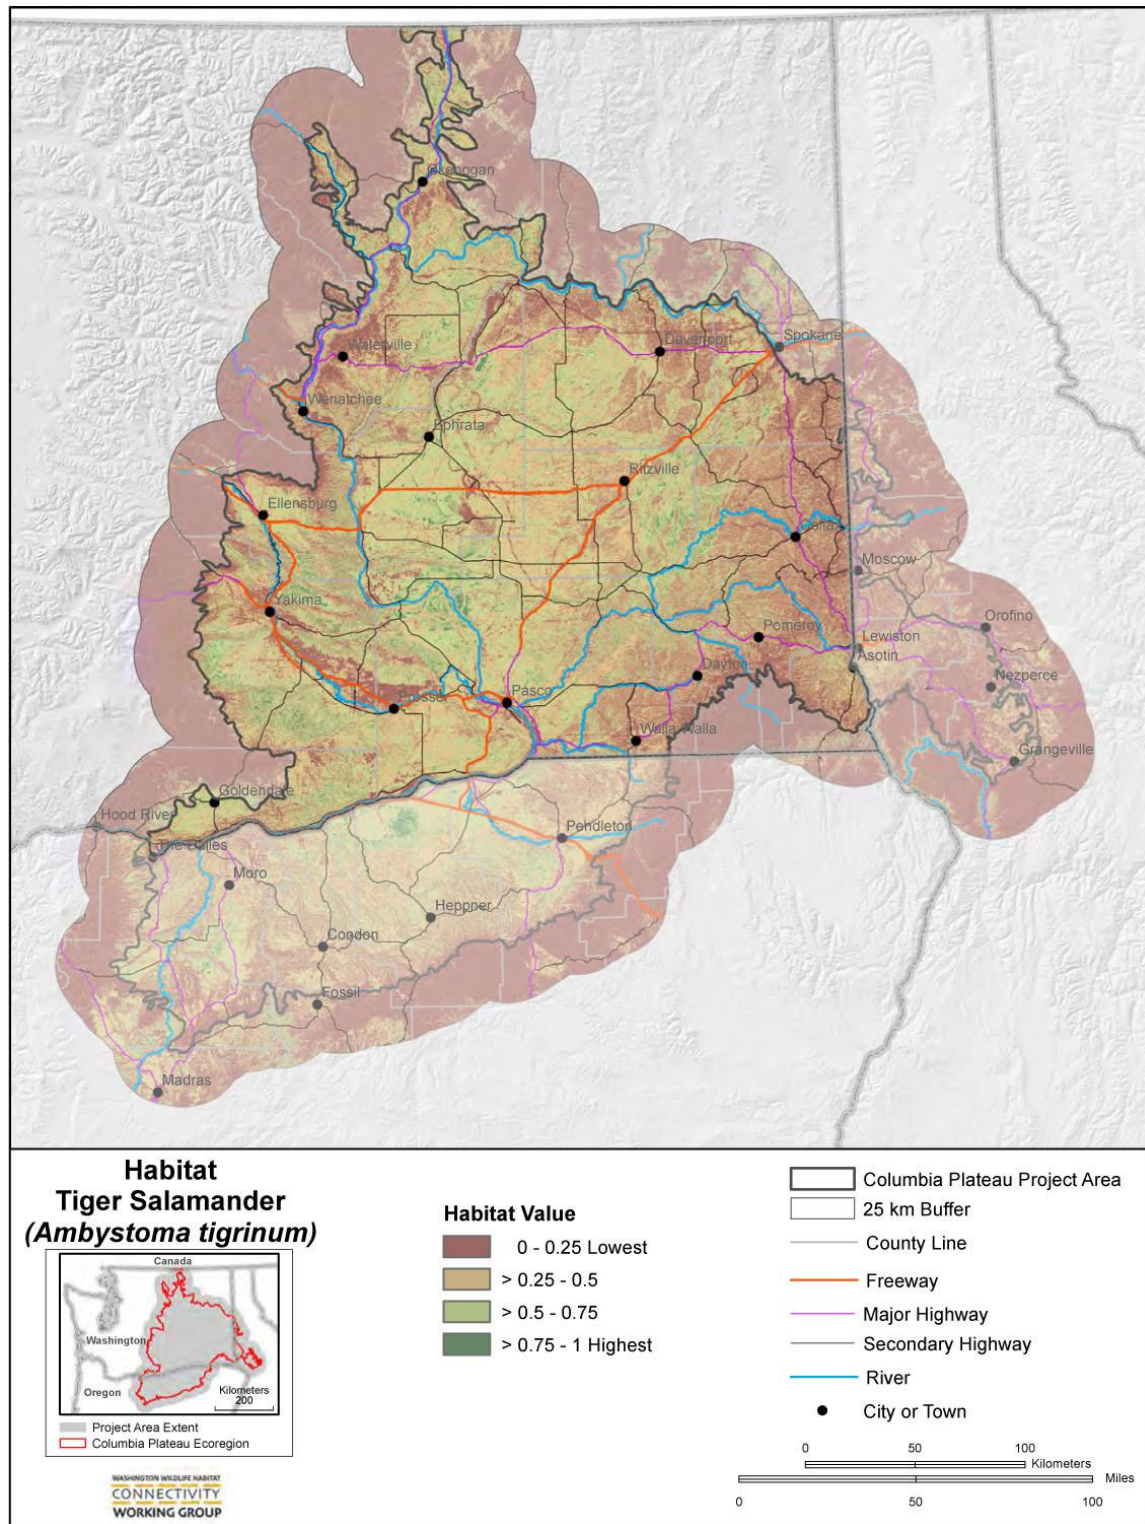 Okanogan
Waterville
Davenport
Spokane
Wenatchee
Ephrata
Ritzville
Ellensburg
Colfax
Moscow
Yakima
Pomeroy
Orofino
Lewiston
Asotin
Dayton
Nezperce
Prosser
Pasco
Walla Walla
Grangeville
Goldendale
Hood River
Pendleton
The Dalles
Moro
Heppner
Condon
Fossil
Madras
Habitat
Tiger Salamander
(Ambystoma tigrinum)
Canada
Washington
Oregon
Kilometers
200
Project Area Extent
Columbia Plateau Ecoregion
WASHINGTON WILDLIFE HABITAT
CONNECTIVITY
WORKING GROUP
Habitat Value
0 - 0.25 Lowest
> 0.25 - 0.5
> 0.5 - 0.75
> 0.75 - 1 Highest
Columbia Plateau Project Area
25 km Buffer
County Line
Freeway
Major Highway
Secondary Highway
River
City or Town
0 50 100
Kilometers
Miles
0 50 100